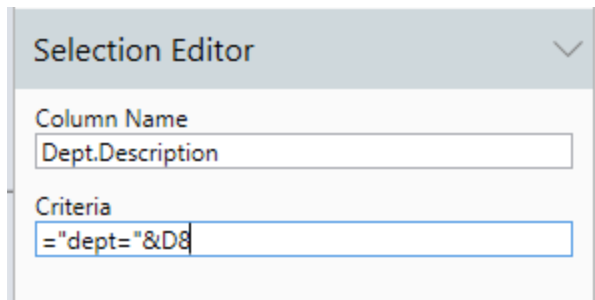 Selection Editor
Column Name
Dept.Description
Criteria
="dept="&D8